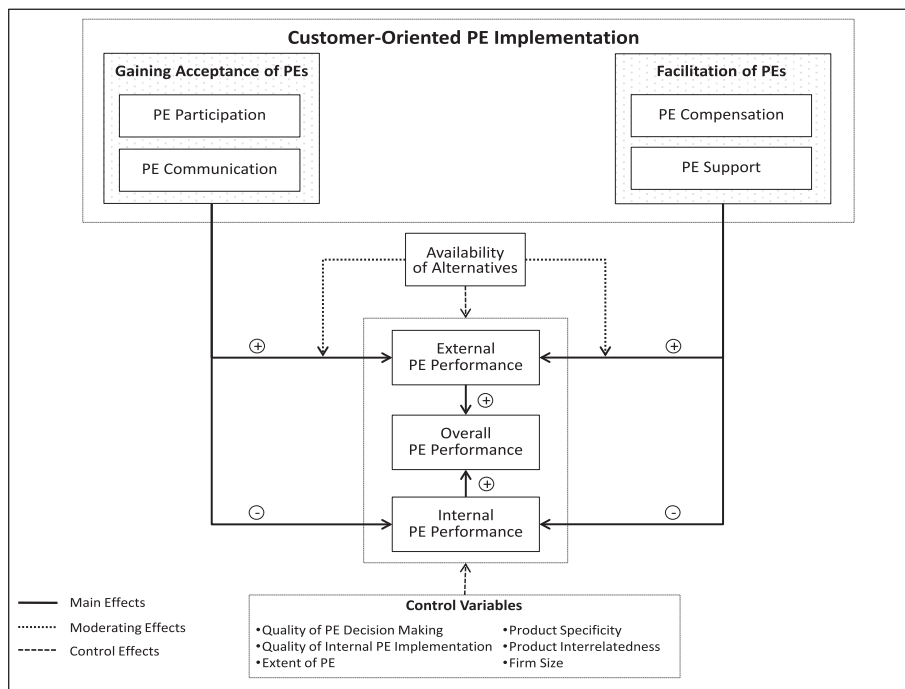 Customer-Oriented PE Implementation
Gaining Acceptance of PEs
PE Participation
PE Communication
Facilitation of PEs
PE Compensation
PE Support
Availability
of Alternatives
+
External
PE Performance
+
+
Overall
PE Performance
+
-
Internal
PE Performance
-
Main Effects
Moderating Effects
Control Effects
Control Variables
•Quality of PE Decision Making
•Quality of Internal PE Implementation
•Extent of PE
•Product Specificity
•Product Interrelatedness
•Firm Size